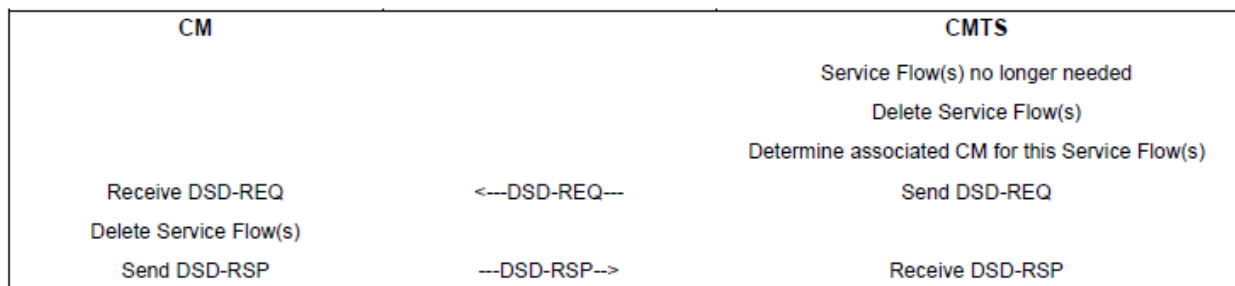 CM CMTS
Service Flow(s) no longer needed
Delete Service Flow(s)
Determine associated CM for this Service Flow(s)
Receive DSD-REQ <---DSD-REQ--- Send DSD-REQ
Delete Service Flow(s)
Send DSD-RSP ---DSD-RSP--> Receive DSD-RSP